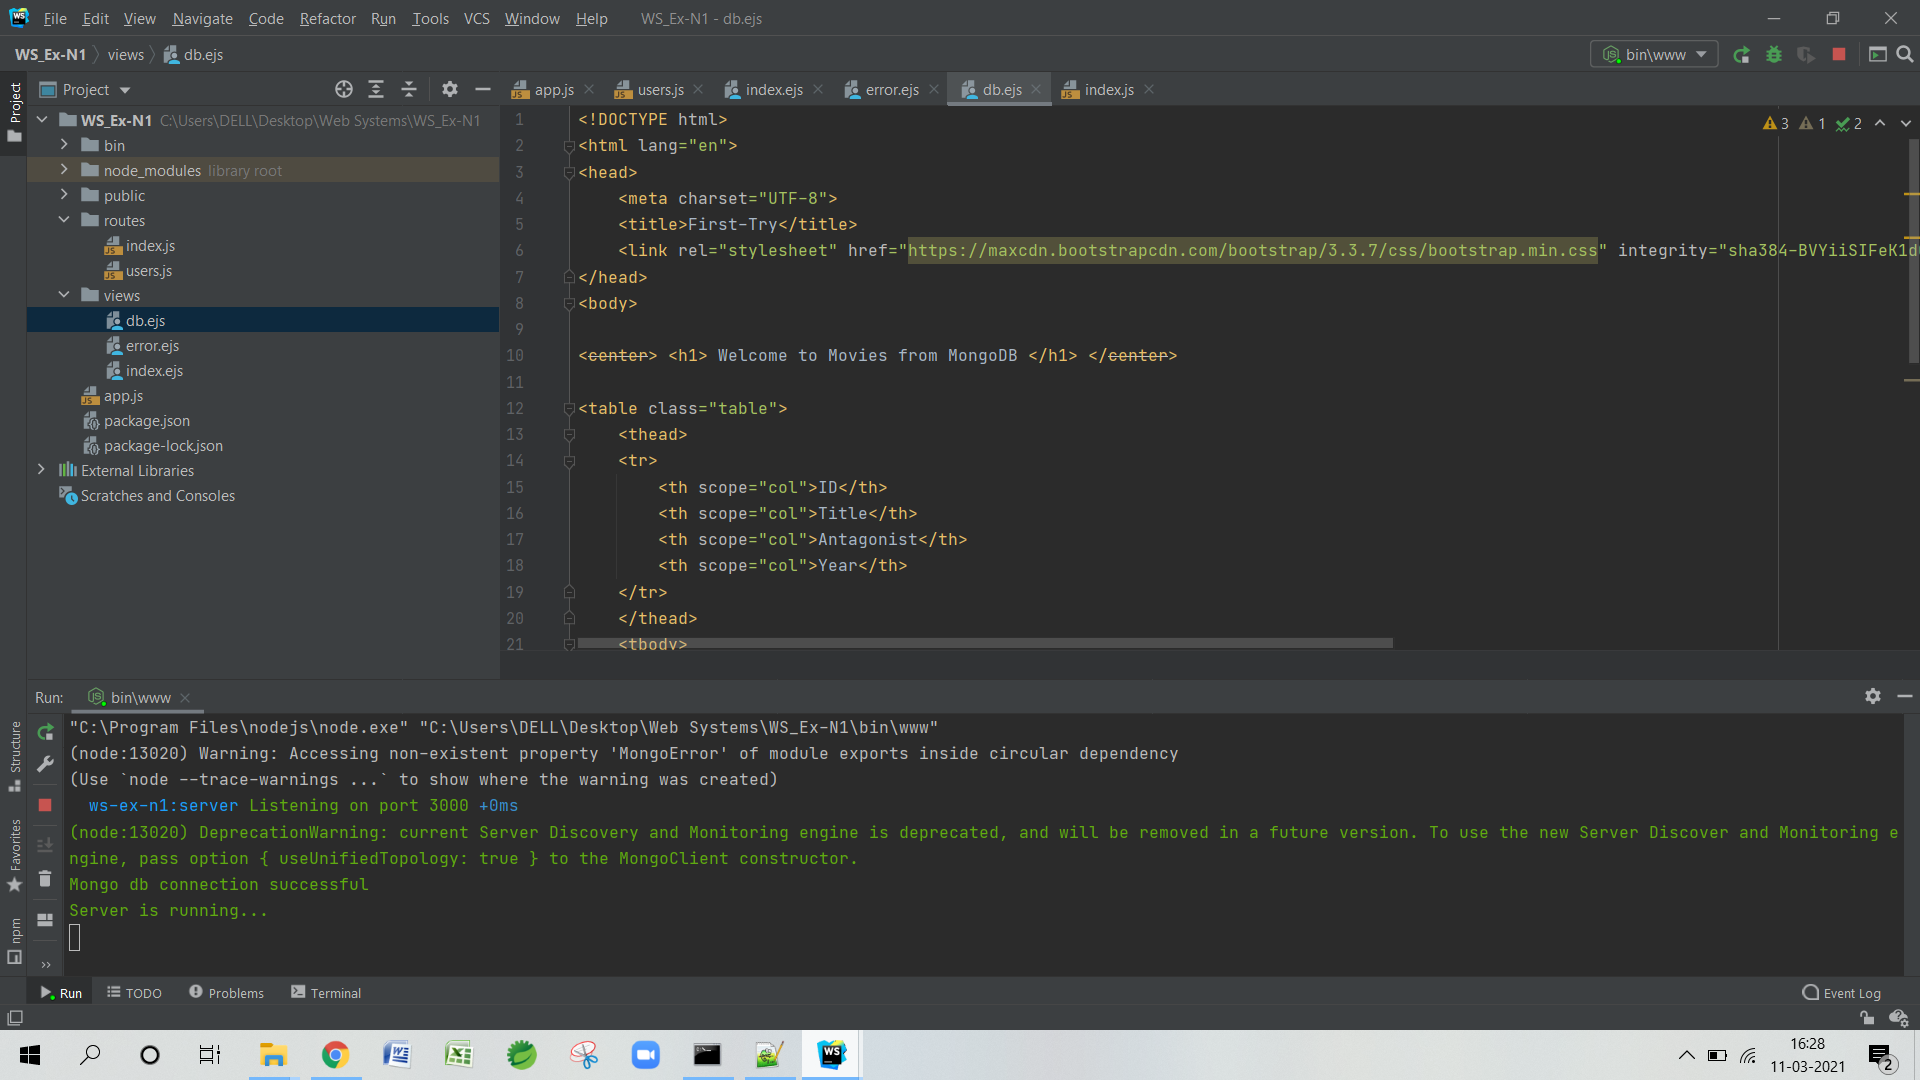 WS File Edit View Navigate Code Refactor Run Tools VCS Window Help WS_Ex-N1 - db.ejs
WS_Ex-N1 views db.ejs bin\www
Project
Project
app.js users.js index.ejs error.ejs db.ejs index.js
WS_Ex-N1 C:\Users\DELL\Desktop\Web Systems\WS_Ex-N1
bin
node_modules library root
public
routes
index.js
users.js
views
db.ejs
error.ejs
index.ejs
app.js
package.json
package-lock.json
External Libraries
Scratches and Consoles
3 1 2
1 <!DOCTYPE html>
2 <html lang="en">
3 <head>
4 <meta charset="UTF-8">
5 <title>First-Try</title>
6 <link rel="stylesheet" href="https://maxcdn.bootstrapcdn.com/bootstrap/3.3.7/css/bootstrap.min.css" integrity="sha384-BVYiiSIFeK1d
7 </head>
8 <body>
9
10 <center> <h1> Welcome to Movies from MongoDB </h1> </center>
11
12 <table class="table">
13 <thead>
14 <tr>
15 <th scope="col">ID</th>
16 <th scope="col">Title</th>
17 <th scope="col">Antagonist</th>
18 <th scope="col">Year</th>
19 </tr>
20 </thead>
21 <tbody>
Run: bin\www
"C:\Program Files\nodejs\node.exe" "C:\Users\DELL\Desktop\Web Systems\WS_Ex-N1\bin\www"
(node:13020) Warning: Accessing non-existent property 'MongoError' of module exports inside circular dependency
(Use `node --trace-warnings ...` to show where the warning was created)
ws-ex-n1:server Listening on port 3000 +0ms
(node:13020) DeprecationWarning: current Server Discovery and Monitoring engine is deprecated, and will be removed in a future version. To use the new Server Discover and Monitoring e
ngine, pass option { useUnifiedTopology: true } to the MongoClient constructor.
Mongo db connection successful
Server is running...
Structure
Favorites
npm
Run TODO Problems Terminal Event Log
WS
16:28
11-03-2021
2